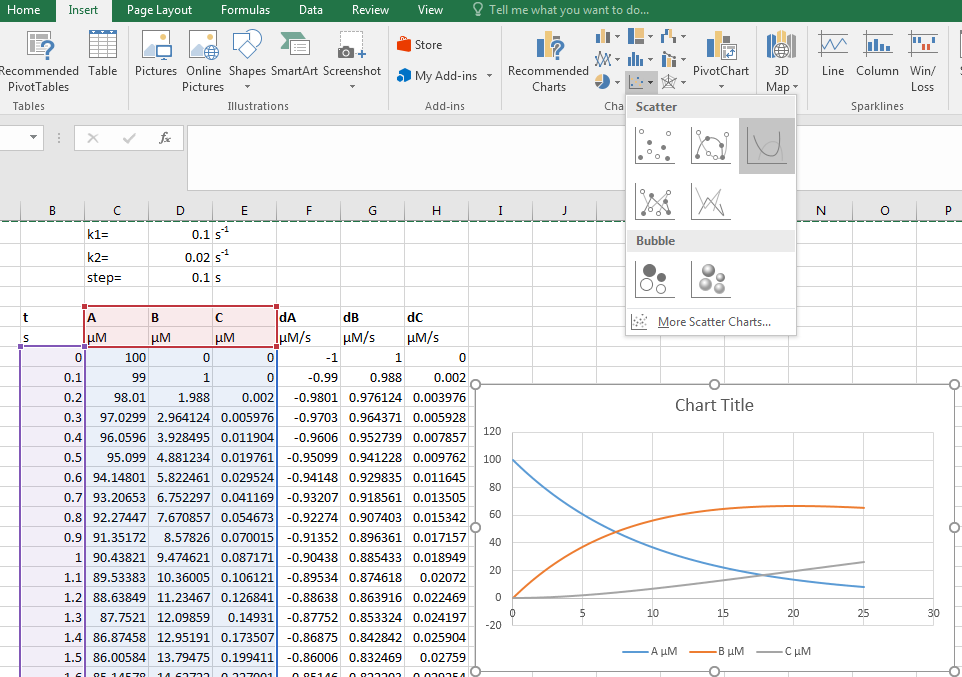 Home Insert Page Layout Formulas Data Review View Tell me what you want to do...
Recommended PivotTables
Table
Pictures
Online Pictures
Shapes
SmartArt
Screenshot
Store
My Add-ins
Recommended Charts
PivotChart
3D Map
Line
Column
Win/ Loss
Tables
Illustrations
Add-ins
Cha
Sparklines
Scatter
Bubble
More Scatter Charts...
fx
B C D E F G H I J N O P
k1= 0.1 s-1
k2= 0.02 s-1
step= 0.1 s
t A B C dA dB dC
s µM µM µM µM/s µM/s µM/s
0 100 0 0 -1 1 0
0.1 99 1 0 -0.99 0.988 0.002
0.2 98.01 1.988 0.002 -0.9801 0.976124 0.003976
0.3 97.0299 2.964124 0.005976 -0.9703 0.964371 0.005928
0.4 96.0596 3.928495 0.011904 -0.9606 0.952739 0.007857
0.5 95.099 4.881234 0.019761 -0.95099 0.941228 0.009762
0.6 94.14801 5.822461 0.029524 -0.94148 0.929835 0.011645
0.7 93.20653 6.752297 0.041169 -0.93207 0.918561 0.013505
0.8 92.27447 7.670857 0.054673 -0.92274 0.907403 0.015342
0.9 91.35172 8.57826 0.070015 -0.91352 0.896361 0.017157
1 90.43821 9.474621 0.087171 -0.90438 0.885433 0.018949
1.1 89.53383 10.36005 0.106121 -0.89534 0.874618 0.02072
1.2 88.63849 11.23467 0.126841 -0.88638 0.863916 0.022469
1.3 87.7521 12.09859 0.14931 -0.87752 0.853324 0.024197
1.4 86.87458 12.95191 0.173507 -0.86875 0.842842 0.025904
1.5 86.00584 13.79475 0.199411 -0.86006 0.832469 0.02759
Chart Title
120
100
80
60
40
20
0
-20
0 5 10 15 20 25 30
A µM B µM C µM